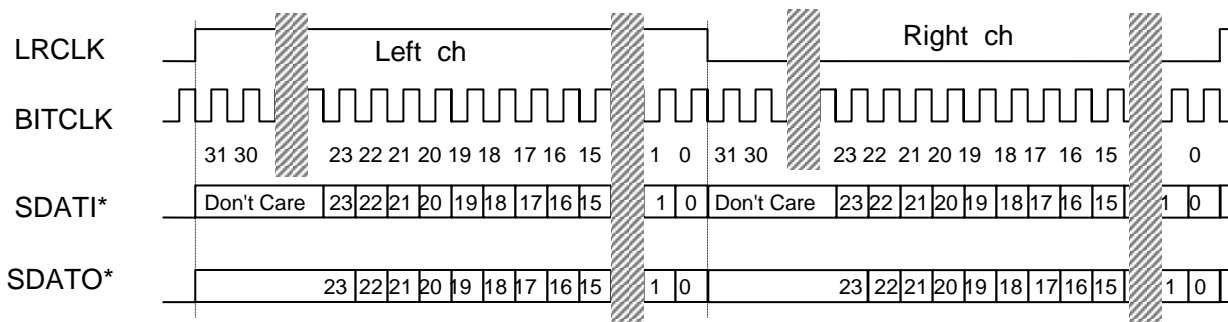 LRCLK Left ch Right ch
BITCLK
31 30 23 22 21 20 19 18 17 16 15 1 0 31 30 23 22 21 20 19 18 17 16 15 0
SDATI* Don't Care 23 22 21 20 19 18 17 16 15 1 0 Don't Care 23 22 21 20 19 18 17 16 15 1 0
SDATO* 23 22 21 20 19 18 17 16 15 1 0 23 22 21 20 19 18 17 16 15 1 0